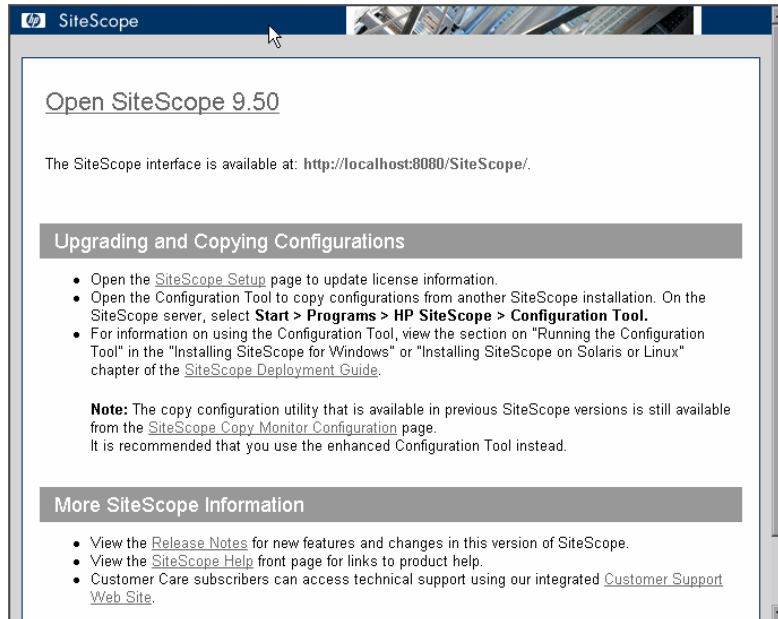 hp SiteScope
Open SiteScope 9.50
The SiteScope interface is available at: http://localhost:8080/SiteScope/.
Upgrading and Copying Configurations
• Open the SiteScope Setup page to update license information.
• Open the Configuration Tool to copy configurations from another SiteScope installation. On the
SiteScope server, select Start > Programs > HP SiteScope > Configuration Tool.
• For information on using the Configuration Tool, view the section on "Running the Configuration
Tool" in the "Installing SiteScope for Windows" or "Installing SiteScope on Solaris or Linux"
chapter of the SiteScope Deployment Guide.
Note: The copy configuration utility that is available in previous SiteScope versions is still available
from the SiteScope Copy Monitor Configuration page.
It is recommended that you use the enhanced Configuration Tool instead.
More SiteScope Information
• View the Release Notes for new features and changes in this version of SiteScope.
• View the SiteScope Help front page for links to product help.
• Customer Care subscribers can access technical support using our integrated Customer Support
Web Site.